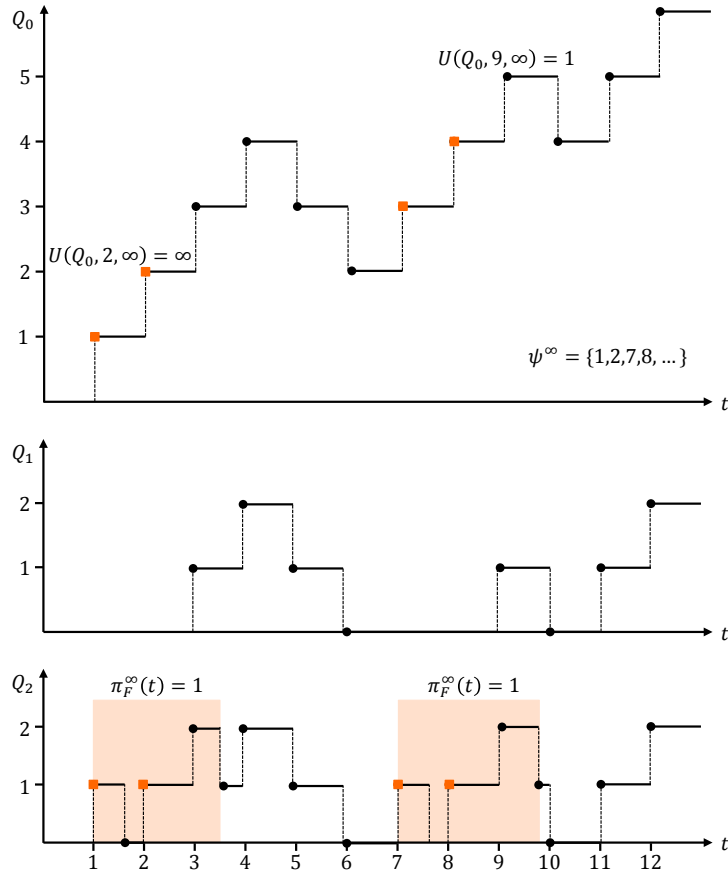 Q₀
U(Q₀, 9, ∞) = 1
5
4
3
U(Q₀, 2, ∞) = ∞
2
1
ψ^∞ = {1,2,7,8, … }
t
Q₁
2
1
t
Q₂
π_F^∞(t) = 1 π_F^∞(t) = 1
2
1
t
1 2 3 4 5 6 7 8 9 10 11 12